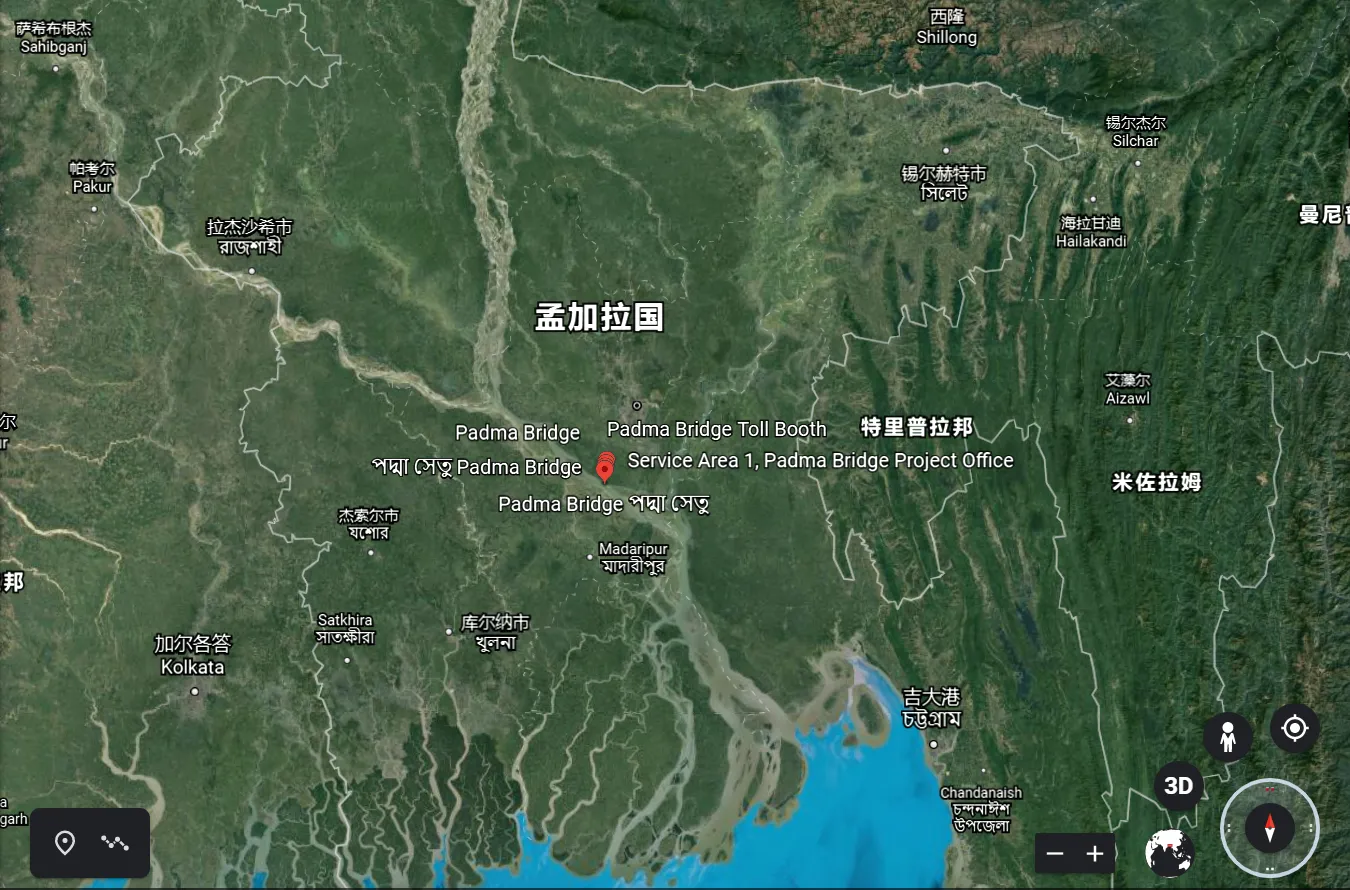 萨希布根杰
Sahibganj
西隆
Shillong
锡尔杰尔
Silchar
帕考尔
Pakur
锡尔赫特市
সিলেট
海拉甘迪
Hailakandi
曼尼
拉杰沙希市
রাজশাহী
孟加拉国
艾藻尔
Aizawl
尔
ar
Padma Bridge
Padma Bridge Toll Booth
特里普拉邦
পদ্মা সেতু Padma Bridge
Service Area 1, Padma Bridge Project Office
米佐拉姆
Padma Bridge পদ্মা সেতু
杰索尔市
যশোর
Madaripur
মাদারীপুর
邦
Satkhira
সাতক্ষীরা
库尔纳市
খুলনা
加尔各答
Kolkata
吉大港
চট্টগ্রাম
3D
Chandanaish
চন্দনাঈশ
উপজেলা
a
garh